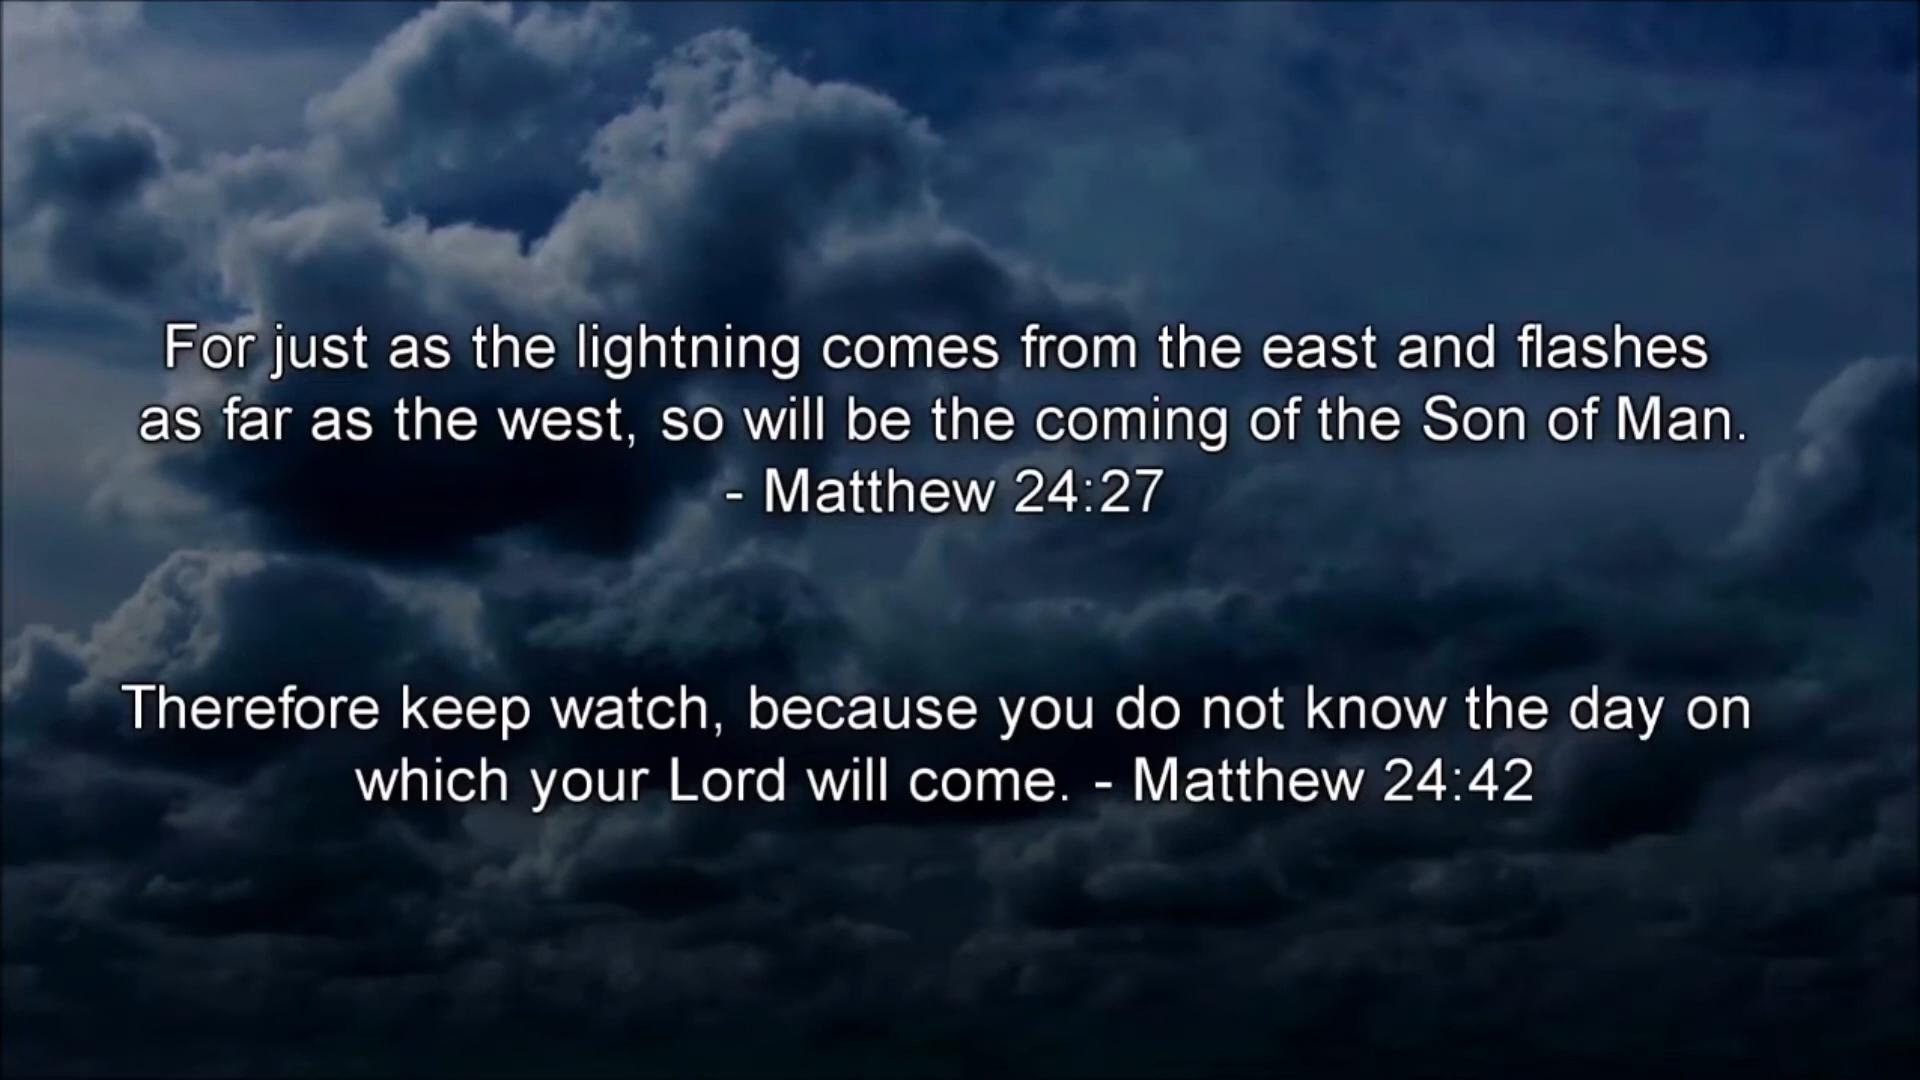 For just as the lightning comes from the east and flashes
as far as the west, so will be the coming of the Son of Man.
- Matthew 24:27
Therefore keep watch, because you do not know the day on
which your Lord will come. - Matthew 24:42